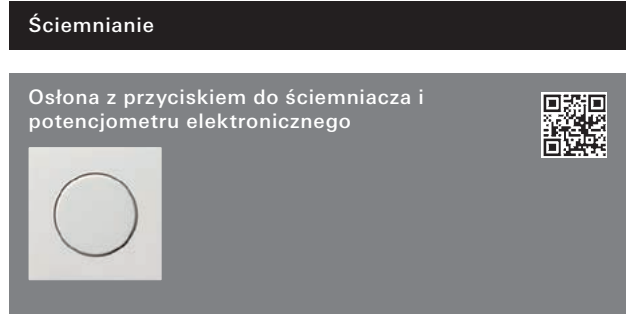 Ściemnianie
Osłona z przyciskiem do ściemniacza i
potencjometru elektronicznego